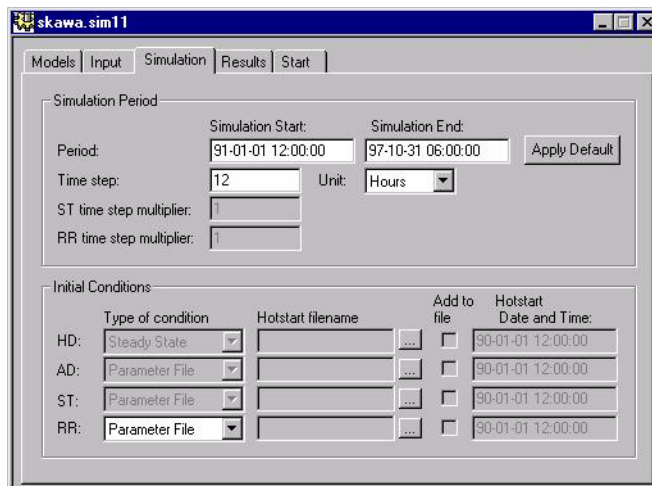 skawa.sim11
Models Input Simulation Results Start
Simulation Period
Simulation Start: Simulation End:
Period: 91-01-01 12:00:00 97-10-31 06:00:00 Apply Default
Time step: 12 Unit: Hours
ST time step multiplier: 1
RR time step multiplier: 1
Initial Conditions
Add to Hotstart
Type of condition Hotstart filename file Date and Time:
HD: Steady State ... 90-01-01 12:00:00
AD: Parameter File ... 90-01-01 12:00:00
ST: Parameter File ... 90-01-01 12:00:00
RR: Parameter File ... 90-01-01 12:00:00